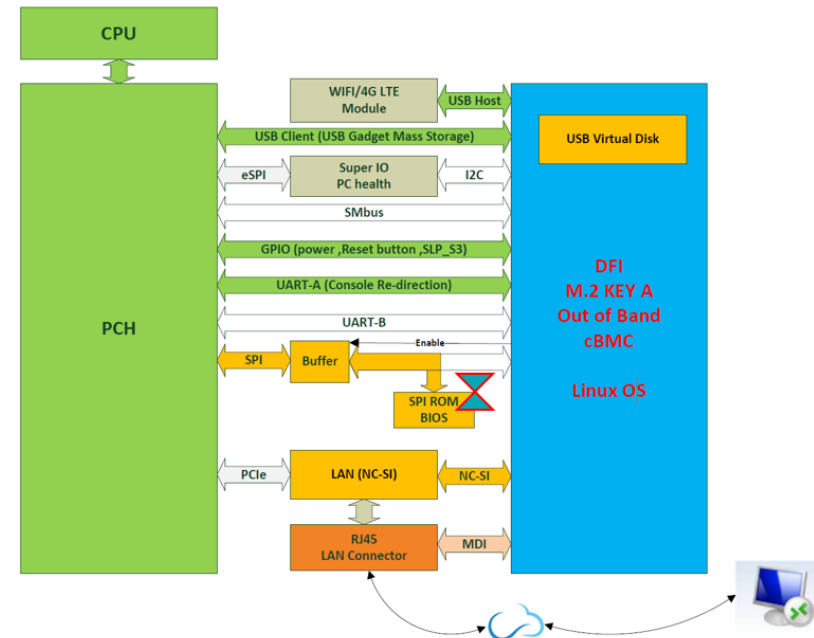 CPU
WIFI/4G LTE
Module
USB Host
USB Client (USB Gadget Mass Storage)
USB Virtual Disk
eSPI
Super IO
PC health
I2C
SMbus
GPIO (power ,Reset button ,SLP_S3)
UART-A (Console Re-direction)
PCH
UART-B
Enable
SPI
Buffer
SPI ROM
BIOS
DFI
M.2 KEY A
Out of Band
cBMC
Linux OS
PCIe
LAN (NC-SI)
NC-SI
RJ45
LAN Connector
MDI